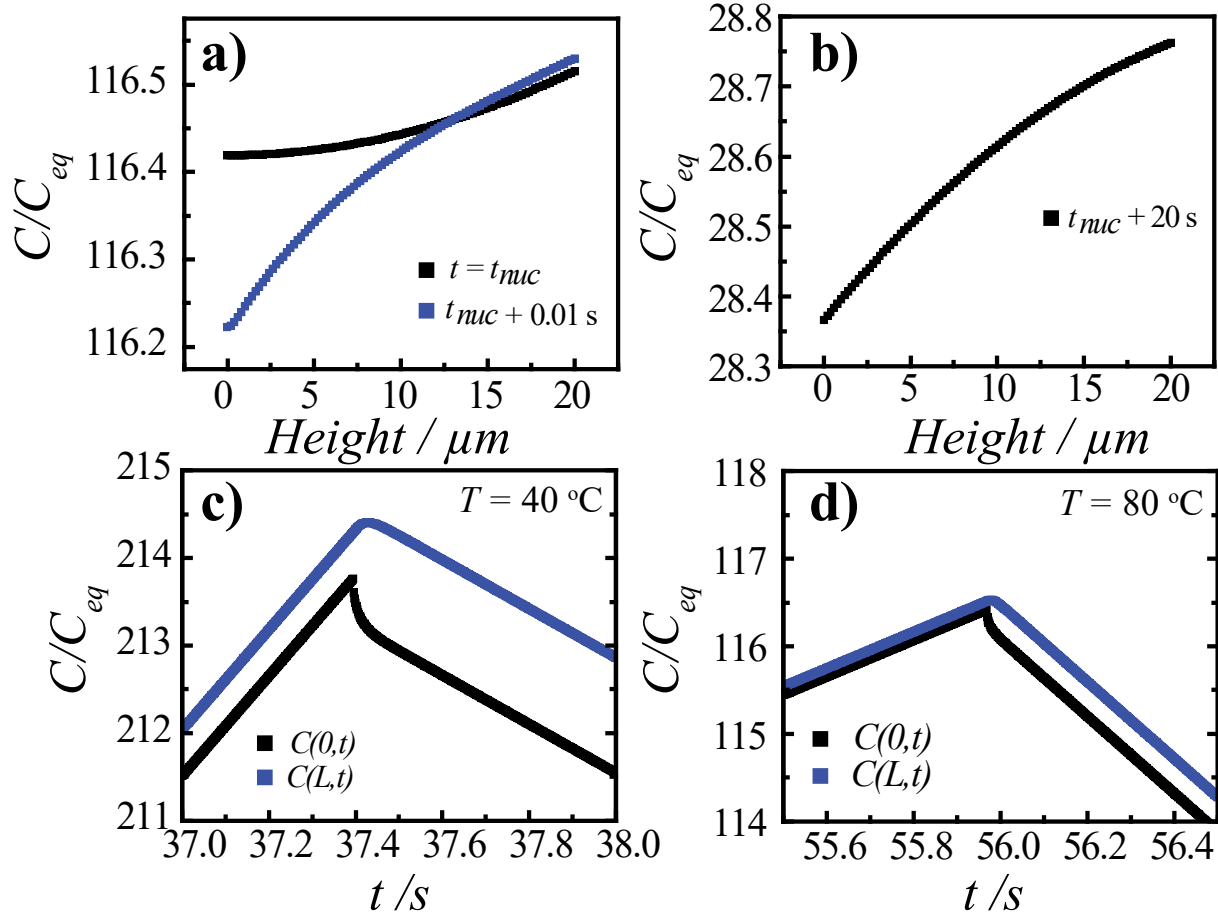 a)
C/C_eq
116.5
116.4
116.3
116.2
t = t_nuc
t_nuc + 0.01 s
0 5 10 15 20
Height / μm
b)
C/C_eq
28.8
28.7
28.6
28.5
28.4
28.3
t_nuc + 20 s
0 5 10 15 20
Height / μm
c)
T = 40 °C
C/C_eq
215
214
213
212
211
C(0,t)
C(L,t)
37.0 37.2 37.4 37.6 37.8 38.0
t /s
d)
T = 80 °C
C/C_eq
118
117
116
115
114
C(0,t)
C(L,t)
55.6 55.8 56.0 56.2 56.4
t /s